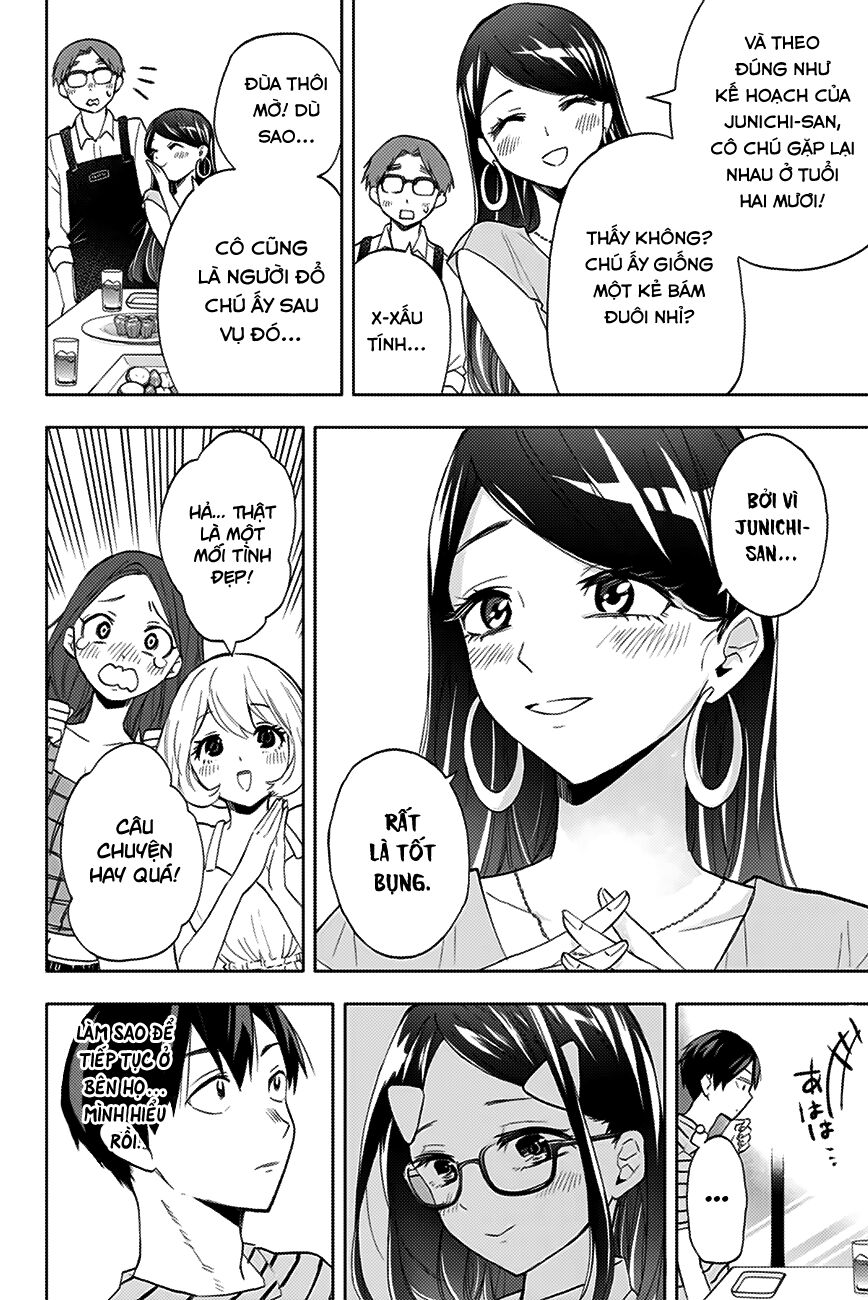 VÀ THEO
ĐÚNG NHƯ
KẾ HOẠCH CỦA
JUNICHI-SAN,
CÔ CHÚ GẶP LẠI
NHAU Ở TUỔI
HAI MƯƠI!
THẤY KHÔNG?
CHÚ ẤY GIỐNG
MỘT KẺ BÁM
ĐUÔI NHỈ?
X-XẤU
TÍNH...
ĐÙA THÔI
MỜ! DÙ
SAO...
CÔ CŨNG
LÀ NGƯỜI ĐỔ
CHÚ ẤY SAU
VỤ ĐÓ...
BỞI VÌ
JUNICHI-
SAN...
RẤT
LÀ TỐT
BỤNG.
HẢ... THẬT
LÀ MỘT
MỐI TÌNH
ĐẸP!
CÂU
CHUYỆN
HAY QUÁ!
あはは...
...
LÀM SAO ĐỂ
TIẾP TỤC Ở
BÊN HỌ...
MÌNH HIỂU
RỒI...